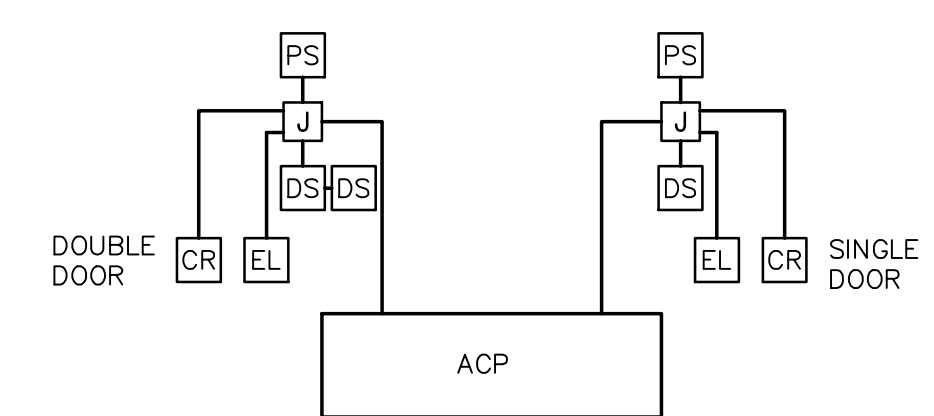 PS
PS
J
J
DS
DS
DS
DOUBLE
DOOR
CR
EL
EL
CR
SINGLE
DOOR
ACP